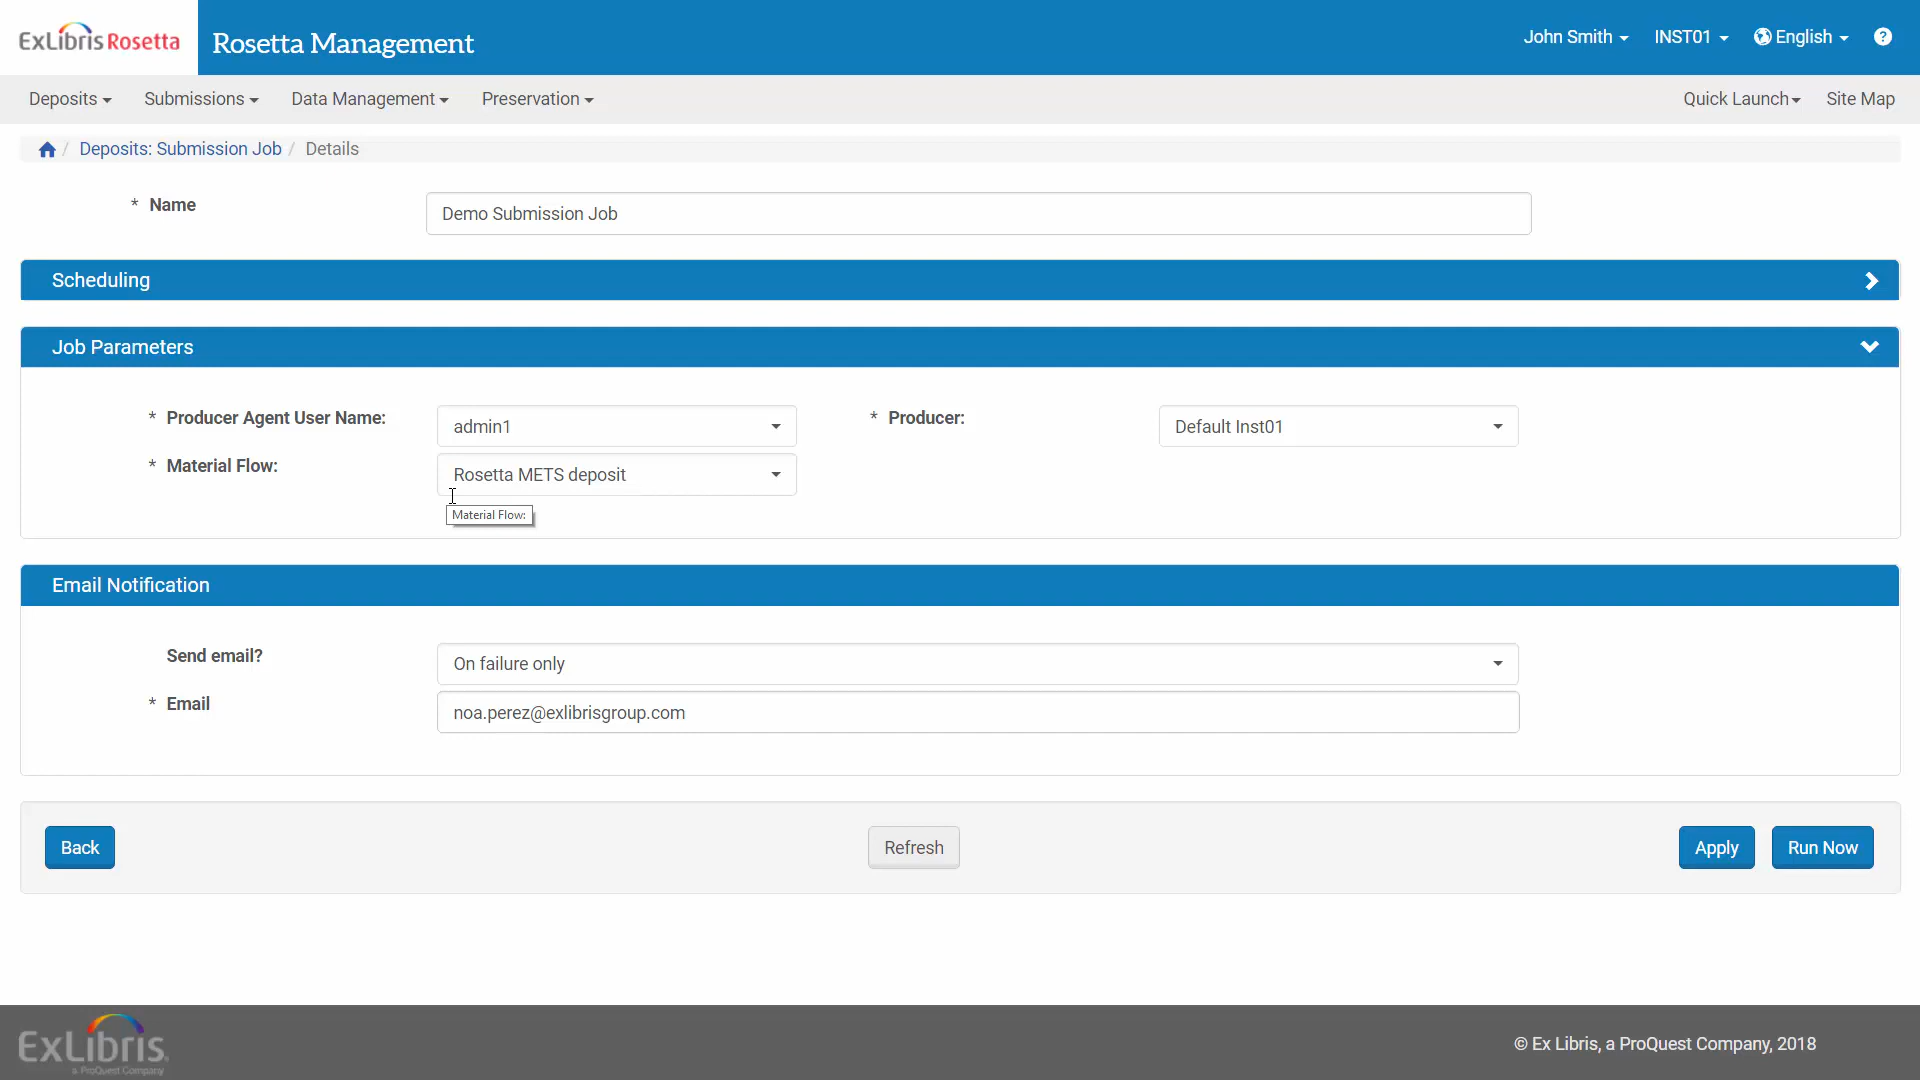 ExLibris Rosetta
Rosetta Management
John Smith
INST01
English
?
Deposits
Submissions
Data Management
Preservation
Quick Launch
Site Map
/ Deposits: Submission Job / Details
* Name
Demo Submission Job
Scheduling
Job Parameters
* Producer Agent User Name:
admin1
* Producer:
Default Inst01
* Material Flow:
Rosetta METS deposit
Material Flow:
Email Notification
Send email?
On failure only
* Email
noa.perez@exlibrisgroup.com
Back
Refresh
Apply
Run Now
ExLibris
a ProQuest Company
© Ex Libris, a ProQuest Company, 2018